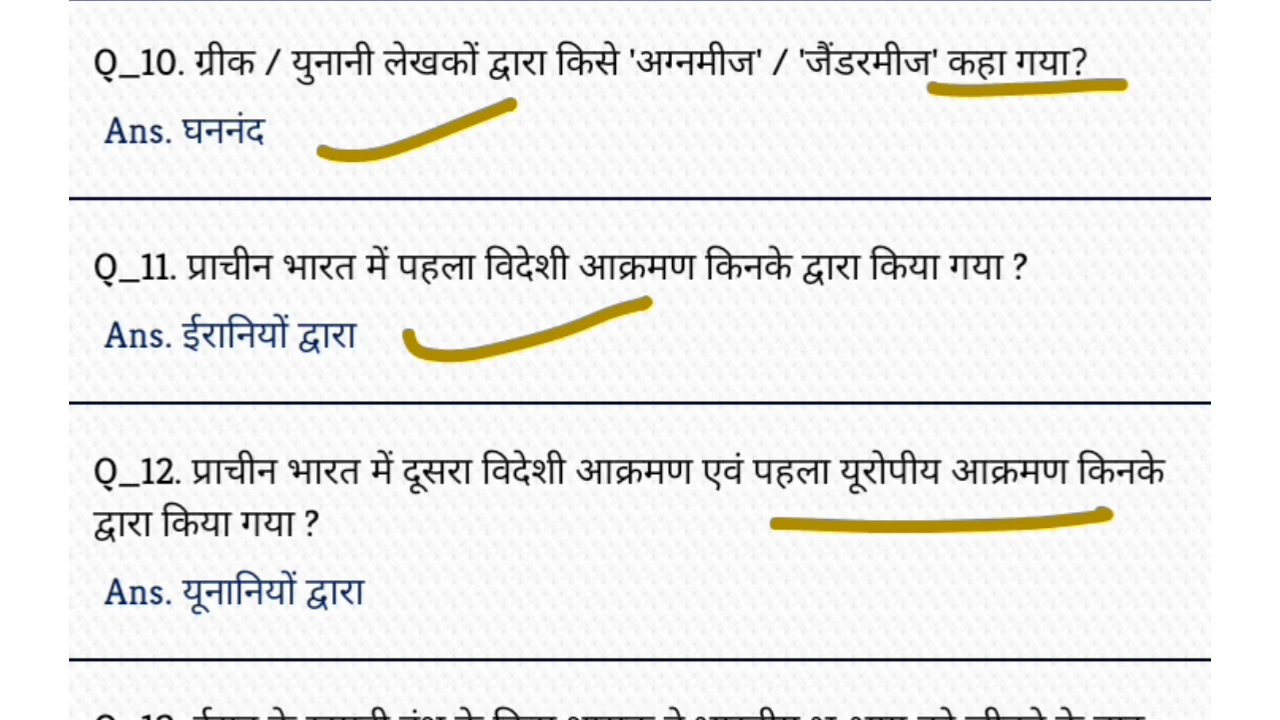 Q_10. ग्रीक / युनानी लेखकों द्वारा किसे 'अग्नमीज' / 'जैंडरमीज' कहा गया?
Ans. घननंद
Q_11. प्राचीन भारत में पहला विदेशी आक्रमण किनके द्वारा किया गया ?
Ans. ईरानियों द्वारा
Q_12. प्राचीन भारत में दूसरा विदेशी आक्रमण एवं पहला यूरोपीय आक्रमण किनके
द्वारा किया गया ?
Ans. यूनानियों द्वारा